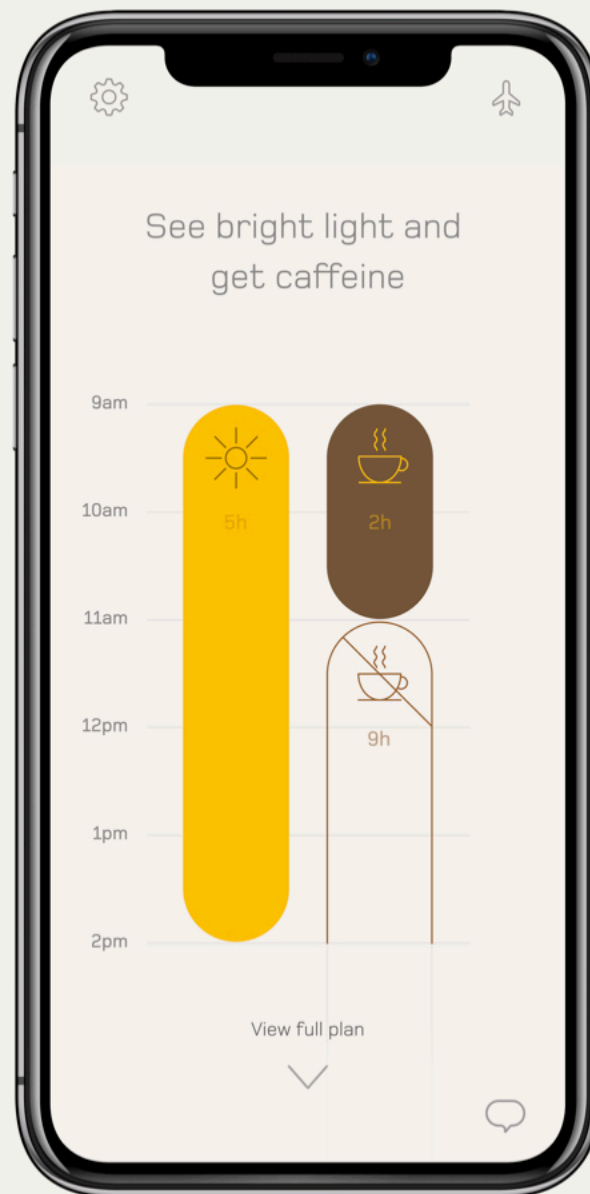 See bright light and
get caffeine
9am
10am
5h
2h
11am
12pm
9h
1pm
2pm
View full plan